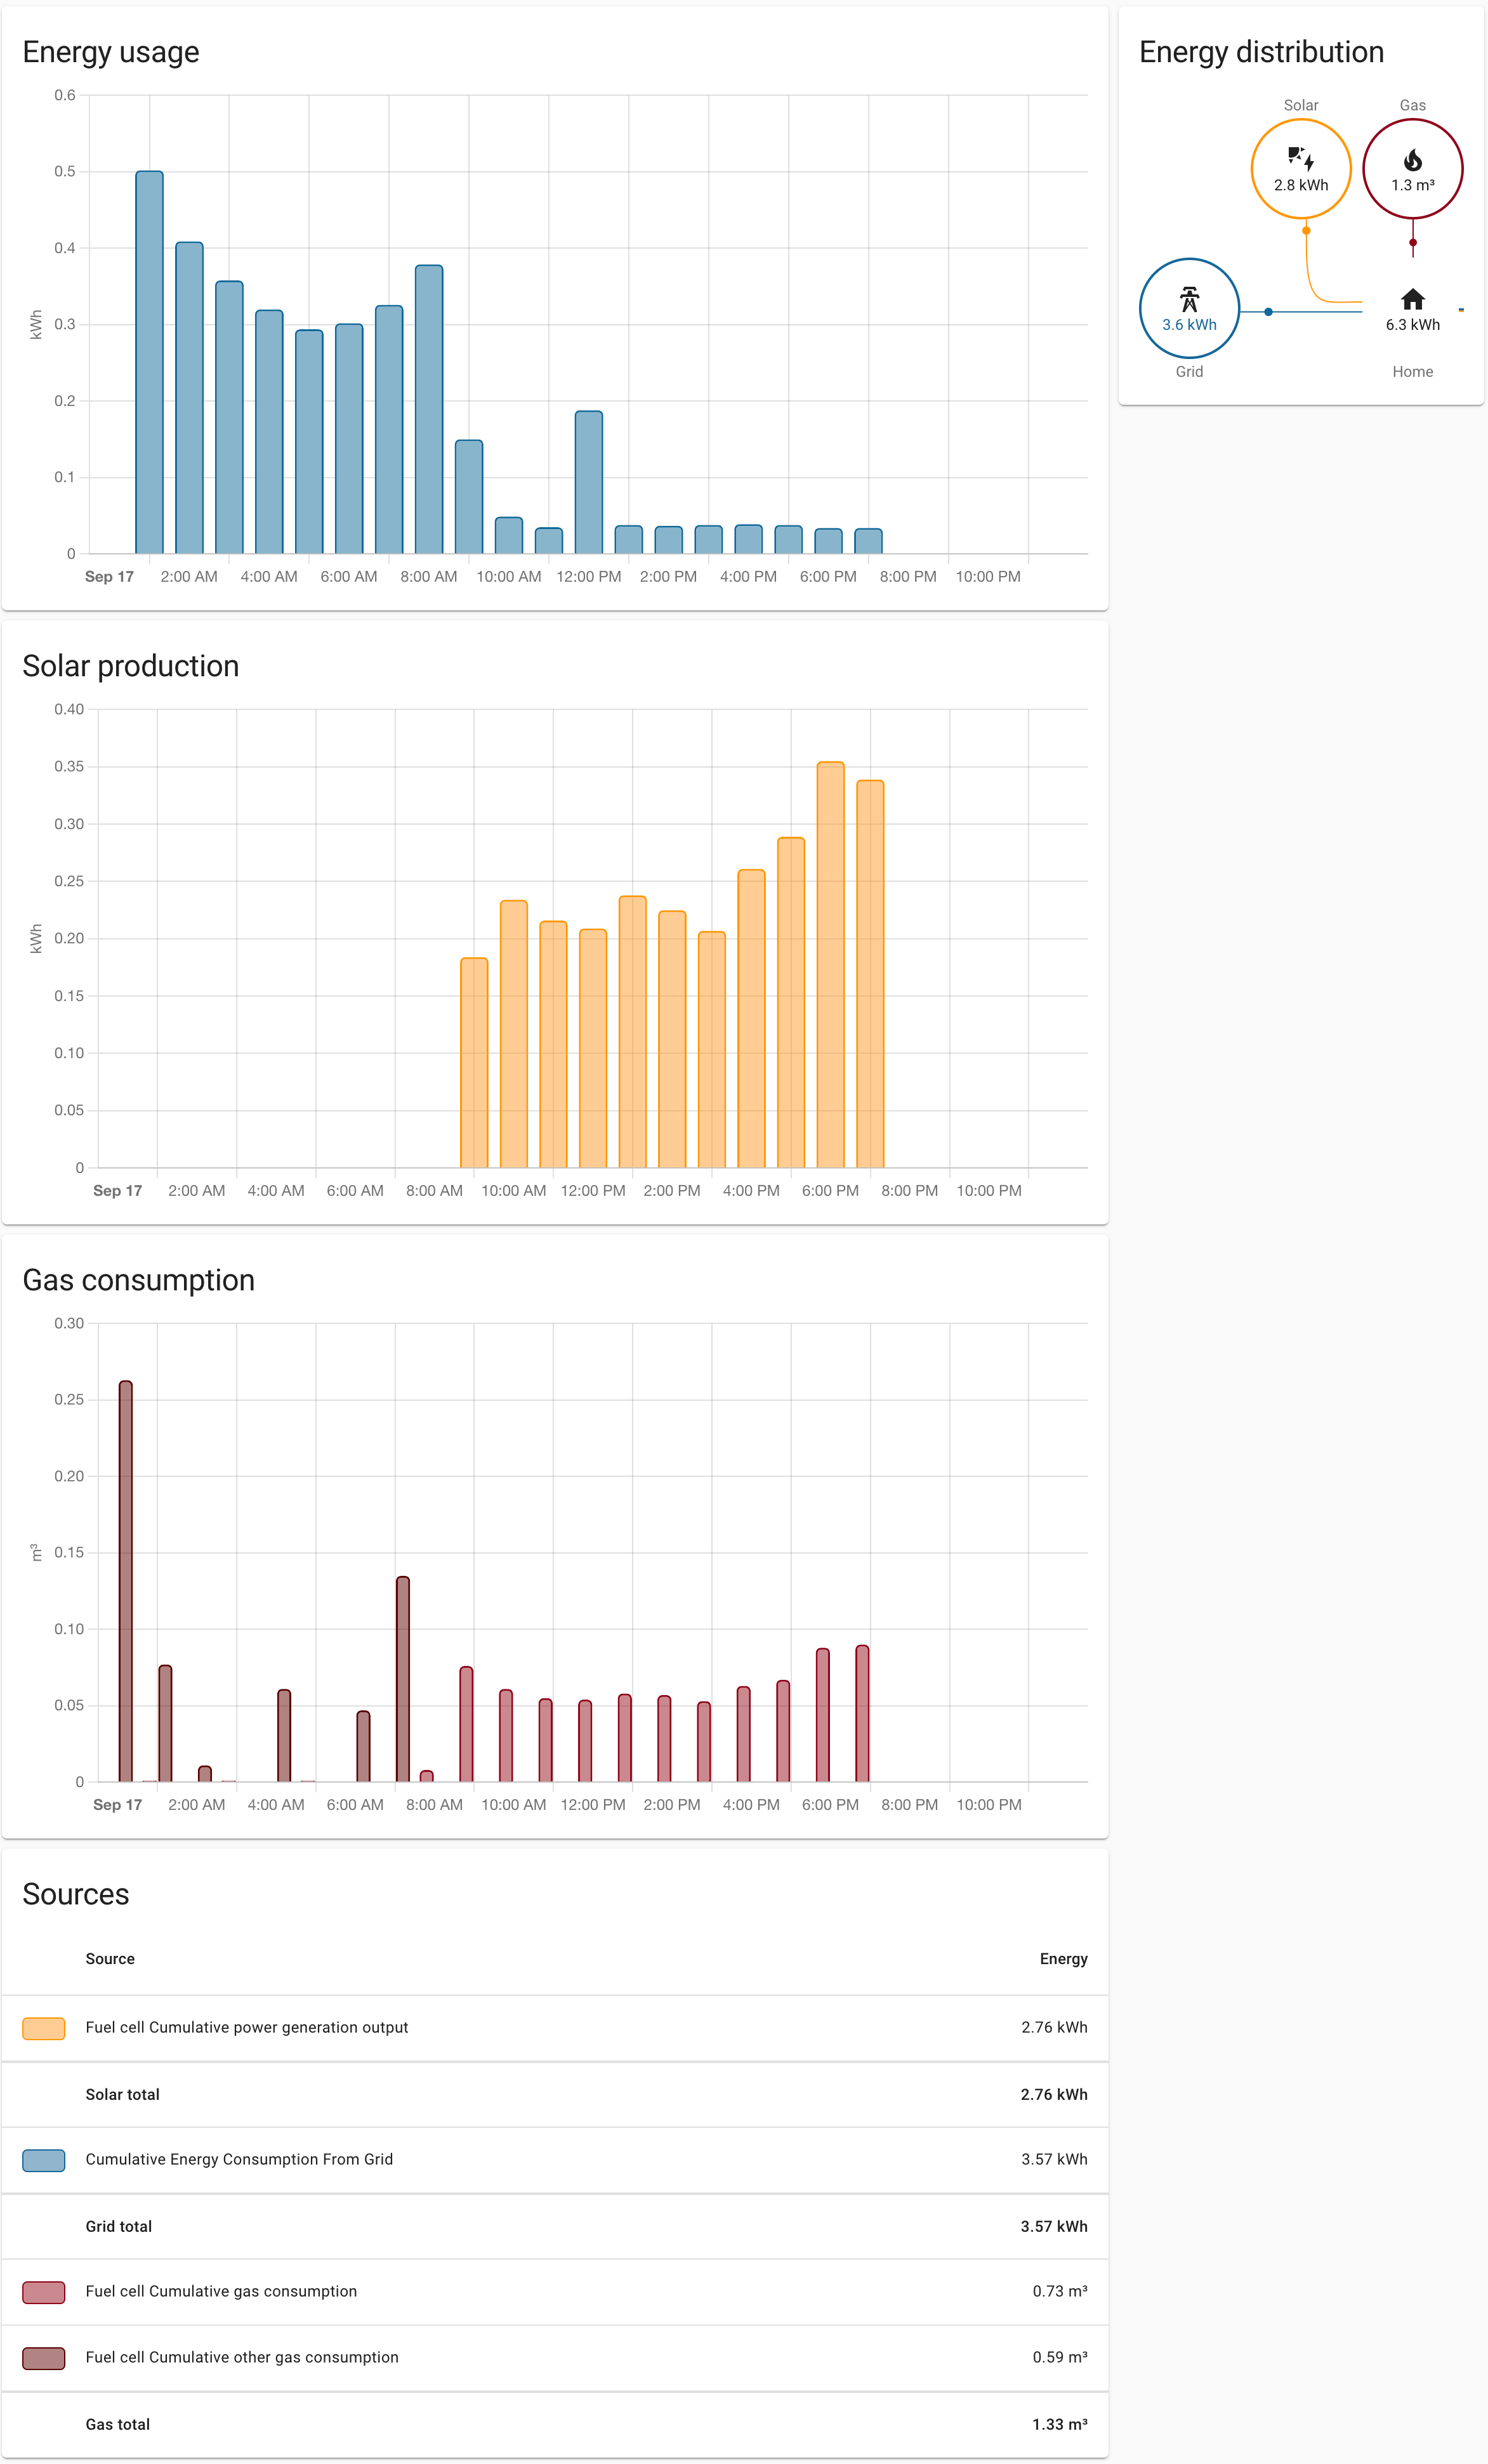 Energy usage
0.6
0.5
0.4
0.3
0.2
0.1
0
kWh
Sep 17 2:00 AM 4:00 AM 6:00 AM 8:00 AM 10:00 AM 12:00 PM 2:00 PM 4:00 PM 6:00 PM 8:00 PM 10:00 PM
Energy distribution
Solar Gas
2.8 kWh 1.3 m³
3.6 kWh 6.3 kWh
Grid Home
Solar production
0.40
0.35
0.30
0.25
0.20
0.15
0.10
0.05
0
kWh
Sep 17 2:00 AM 4:00 AM 6:00 AM 8:00 AM 10:00 AM 12:00 PM 2:00 PM 4:00 PM 6:00 PM 8:00 PM 10:00 PM
Gas consumption
0.30
0.25
0.20
0.15
0.10
0.05
0
m³
Sep 17 2:00 AM 4:00 AM 6:00 AM 8:00 AM 10:00 AM 12:00 PM 2:00 PM 4:00 PM 6:00 PM 8:00 PM 10:00 PM
Sources
Source Energy
Fuel cell Cumulative power generation output 2.76 kWh
Solar total 2.76 kWh
Cumulative Energy Consumption From Grid 3.57 kWh
Grid total 3.57 kWh
Fuel cell Cumulative gas consumption 0.73 m³
Fuel cell Cumulative other gas consumption 0.59 m³
Gas total 1.33 m³